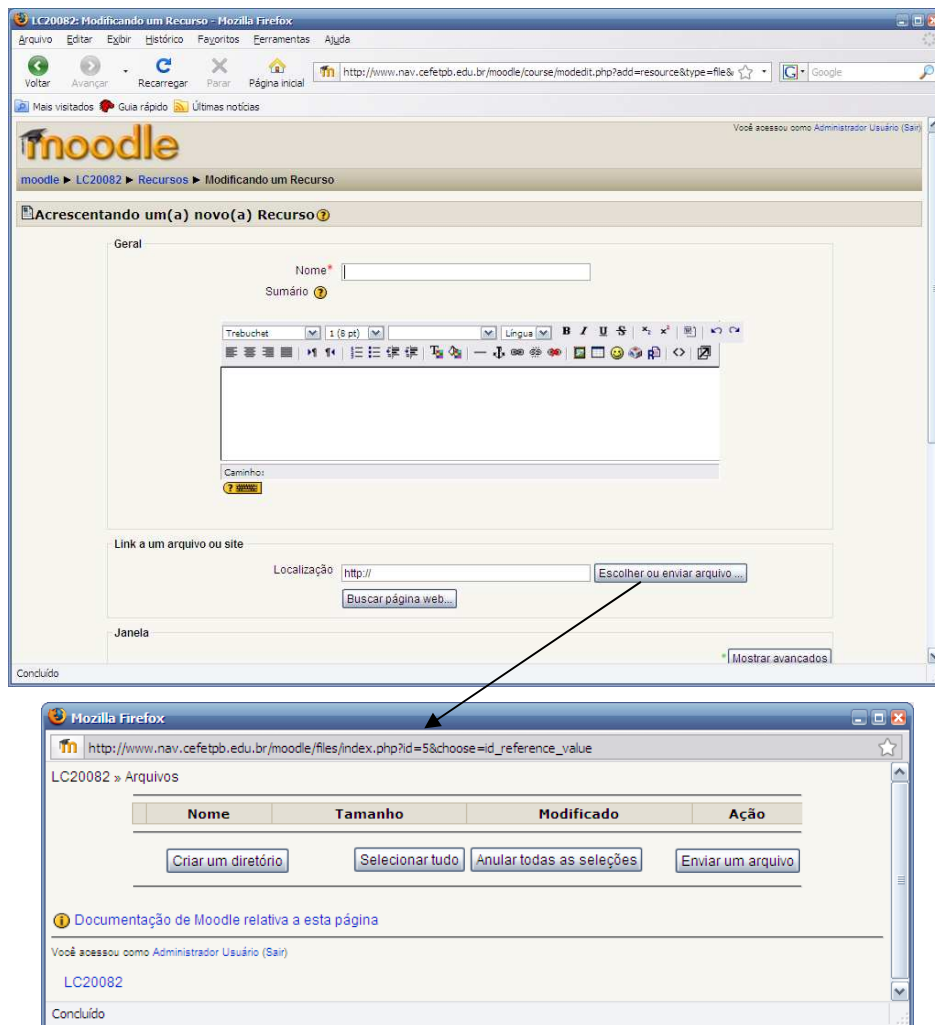 LC20082: Modificando um Recurso - Mozilla Firefox
Arquivo Editar Exibir Histórico Favoritos Ferramentas Ajuda
Voltar Avançar Recarregar Parar Página inicial http://www.nav.cefetpb.edu.br/moodle/course/modedit.php?add=resource&type=file& G Google
Mais visitados Guia rápido Últimas notícias
Você acessou como Administrador Usuário (Sair)
moodle
moodle ► LC20082 ► Recursos ► Modificando um Recurso
Acrescentando um(a) novo(a) Recurso ?
Geral
Nome*
Sumário ?
Trebuchet 1 (8 pt) Língua B I U S
Caminho:
?
Link a um arquivo ou site
Localização http:// Escolher ou enviar arquivo ...
Buscar página web...
Janela
* Mostrar avançados
Concluído
Mozilla Firefox
http://www.nav.cefetpb.edu.br/moodle/files/index.php?id=5&choose=id_reference_value
LC20082 » Arquivos
Nome Tamanho Modificado Ação
Criar um diretório Selecionar tudo Anular todas as seleções Enviar um arquivo
Documentação de Moodle relativa a esta página
Você acessou como Administrador Usuário (Sair)
LC20082
Concluído